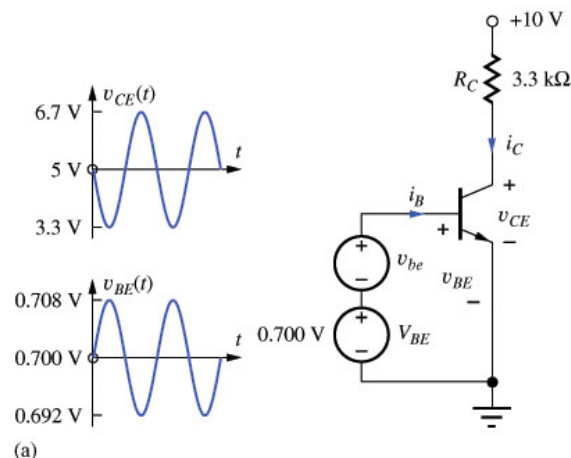 +10 V
R_C 3.3 kΩ
i_C
+
v_CE
–
i_B
+
v_BE
–
+
v_be
–
0.700 V
+
V_BE
–
v_CE(t)
6.7 V
5 V
t
3.3 V
v_BE(t)
0.708 V
0.700 V
t
0.692 V
(a)